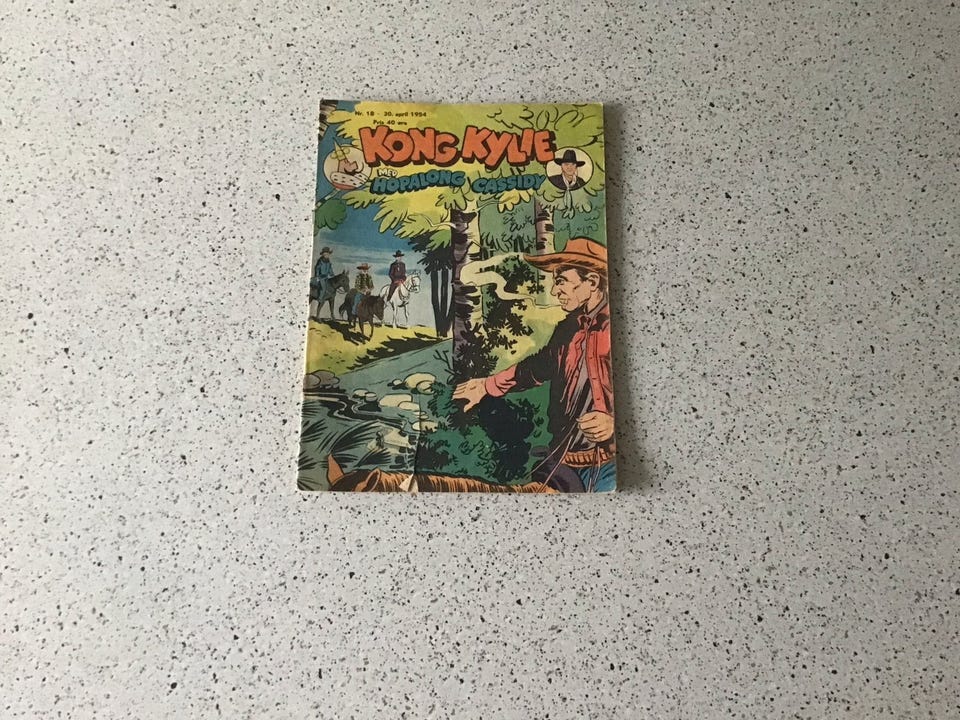 Nr. 18 - 30. april 1954
Pris 40 øre
KONG KYLIE
MED HOPALONG CASSIDY